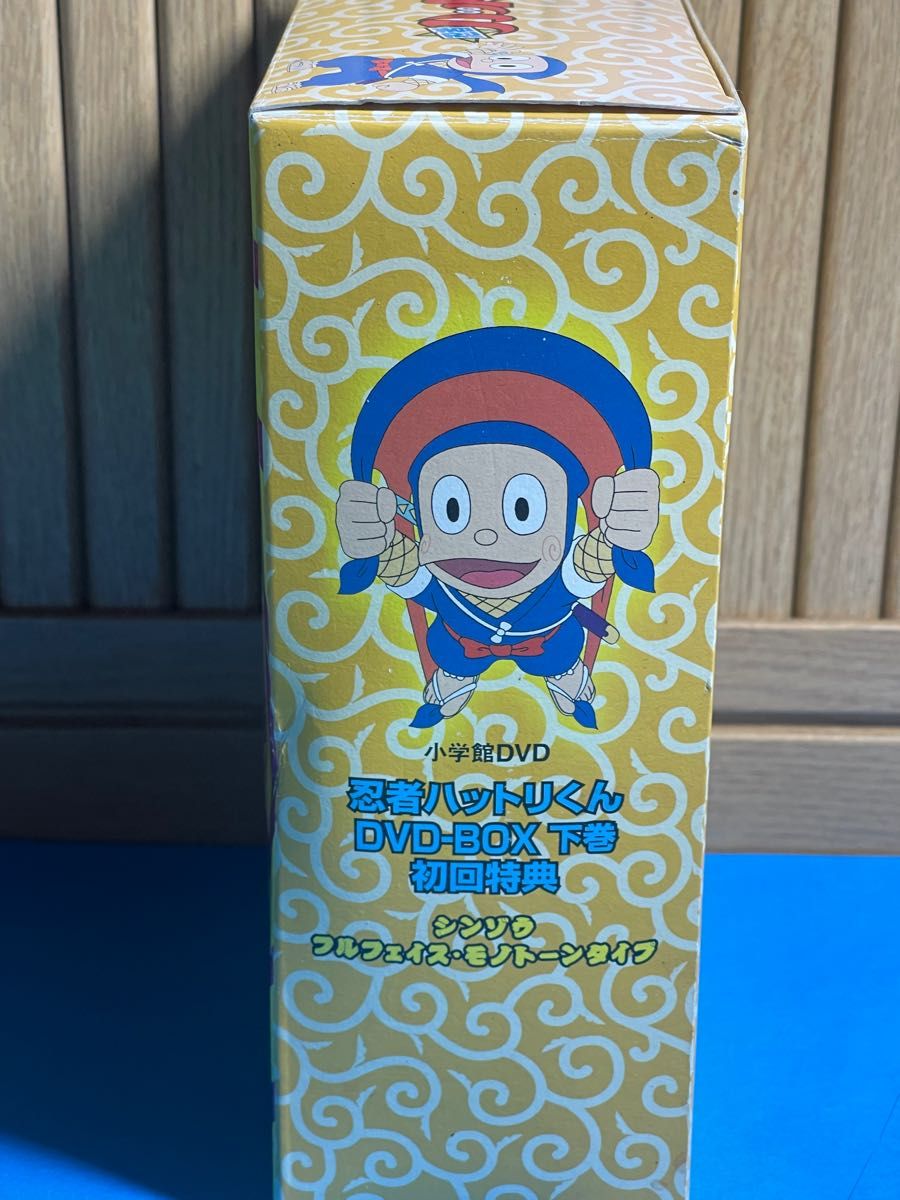 小学館DVD
忍者ハットリくん
DVD-BOX 下巻
初回特典
シンゾウ
フルフェイス・モノトーンタイプ